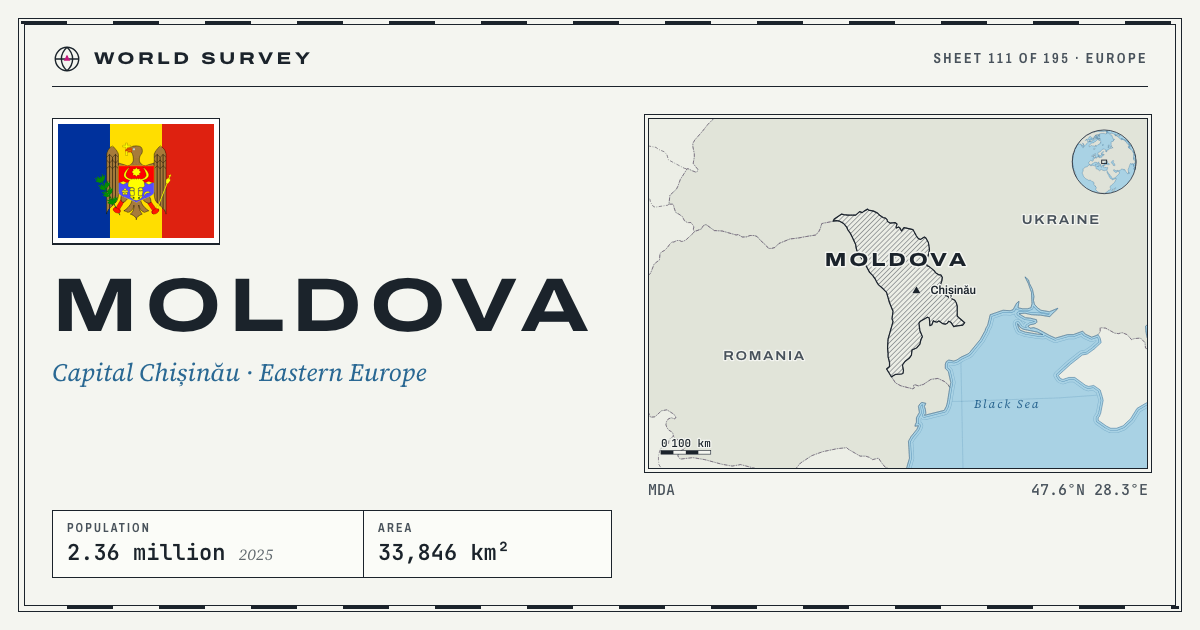 WORLD SURVEY
SHEET 111 OF 195 · EUROPE
MOLDOVA
Capital Chișinău · Eastern Europe
POPULATION
2.36 million 2025
AREA
33,846 km²
UKRAINE
MOLDOVA
Chișinău
ROMANIA
Black Sea
0 100 km
MDA
47.6°N 28.3°E